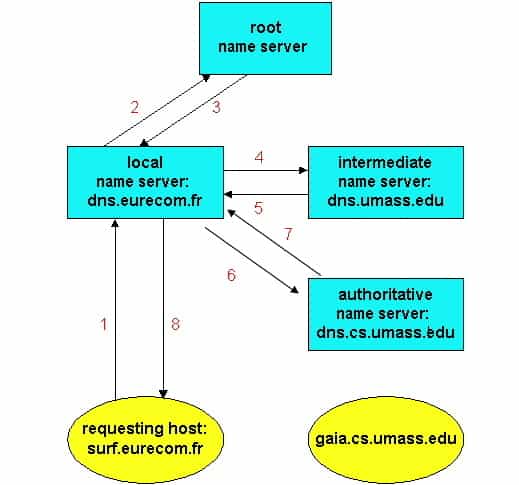 root
name server
2
3
local
name server:
dns.eurecom.fr
4
intermediate
name server:
dns.umass.edu
5
7
6
authoritative
name server:
dns.cs.umass.edu
1
8
requesting host:
surf.eurecom.fr
gaia.cs.umass.edu